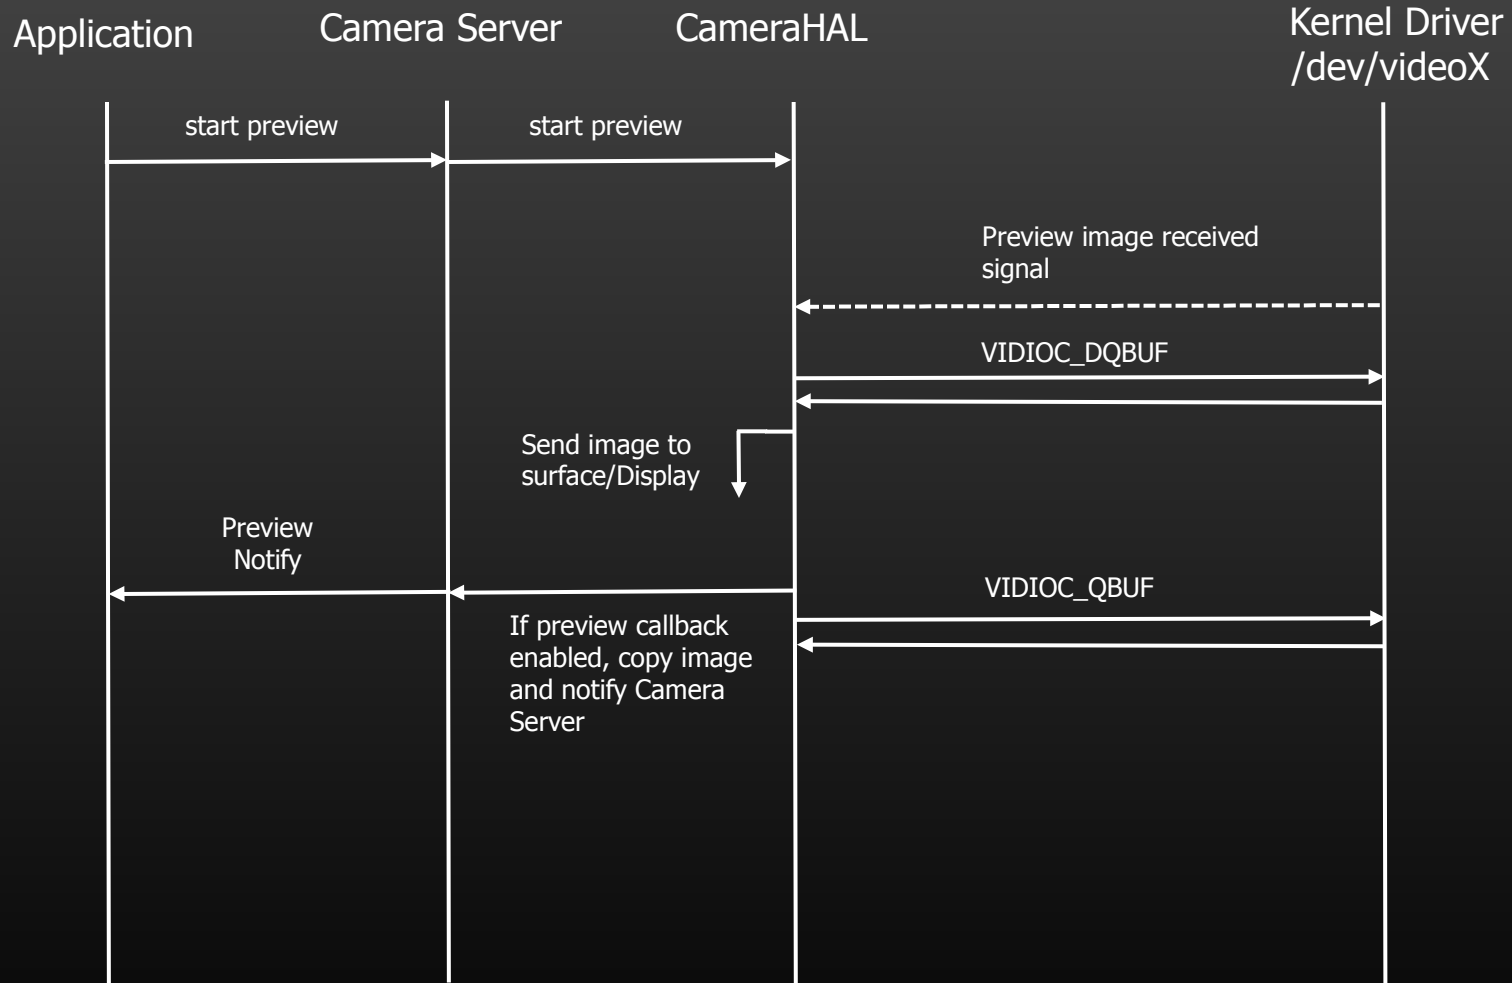 Application
Camera Server
CameraHAL
Kernel Driver
/dev/videoX
start preview
start preview
Preview image received
signal
VIDIOC_DQBUF
Send image to
surface/Display
Preview
Notify
VIDIOC_QBUF
If preview callback
enabled, copy image
and notify Camera
Server